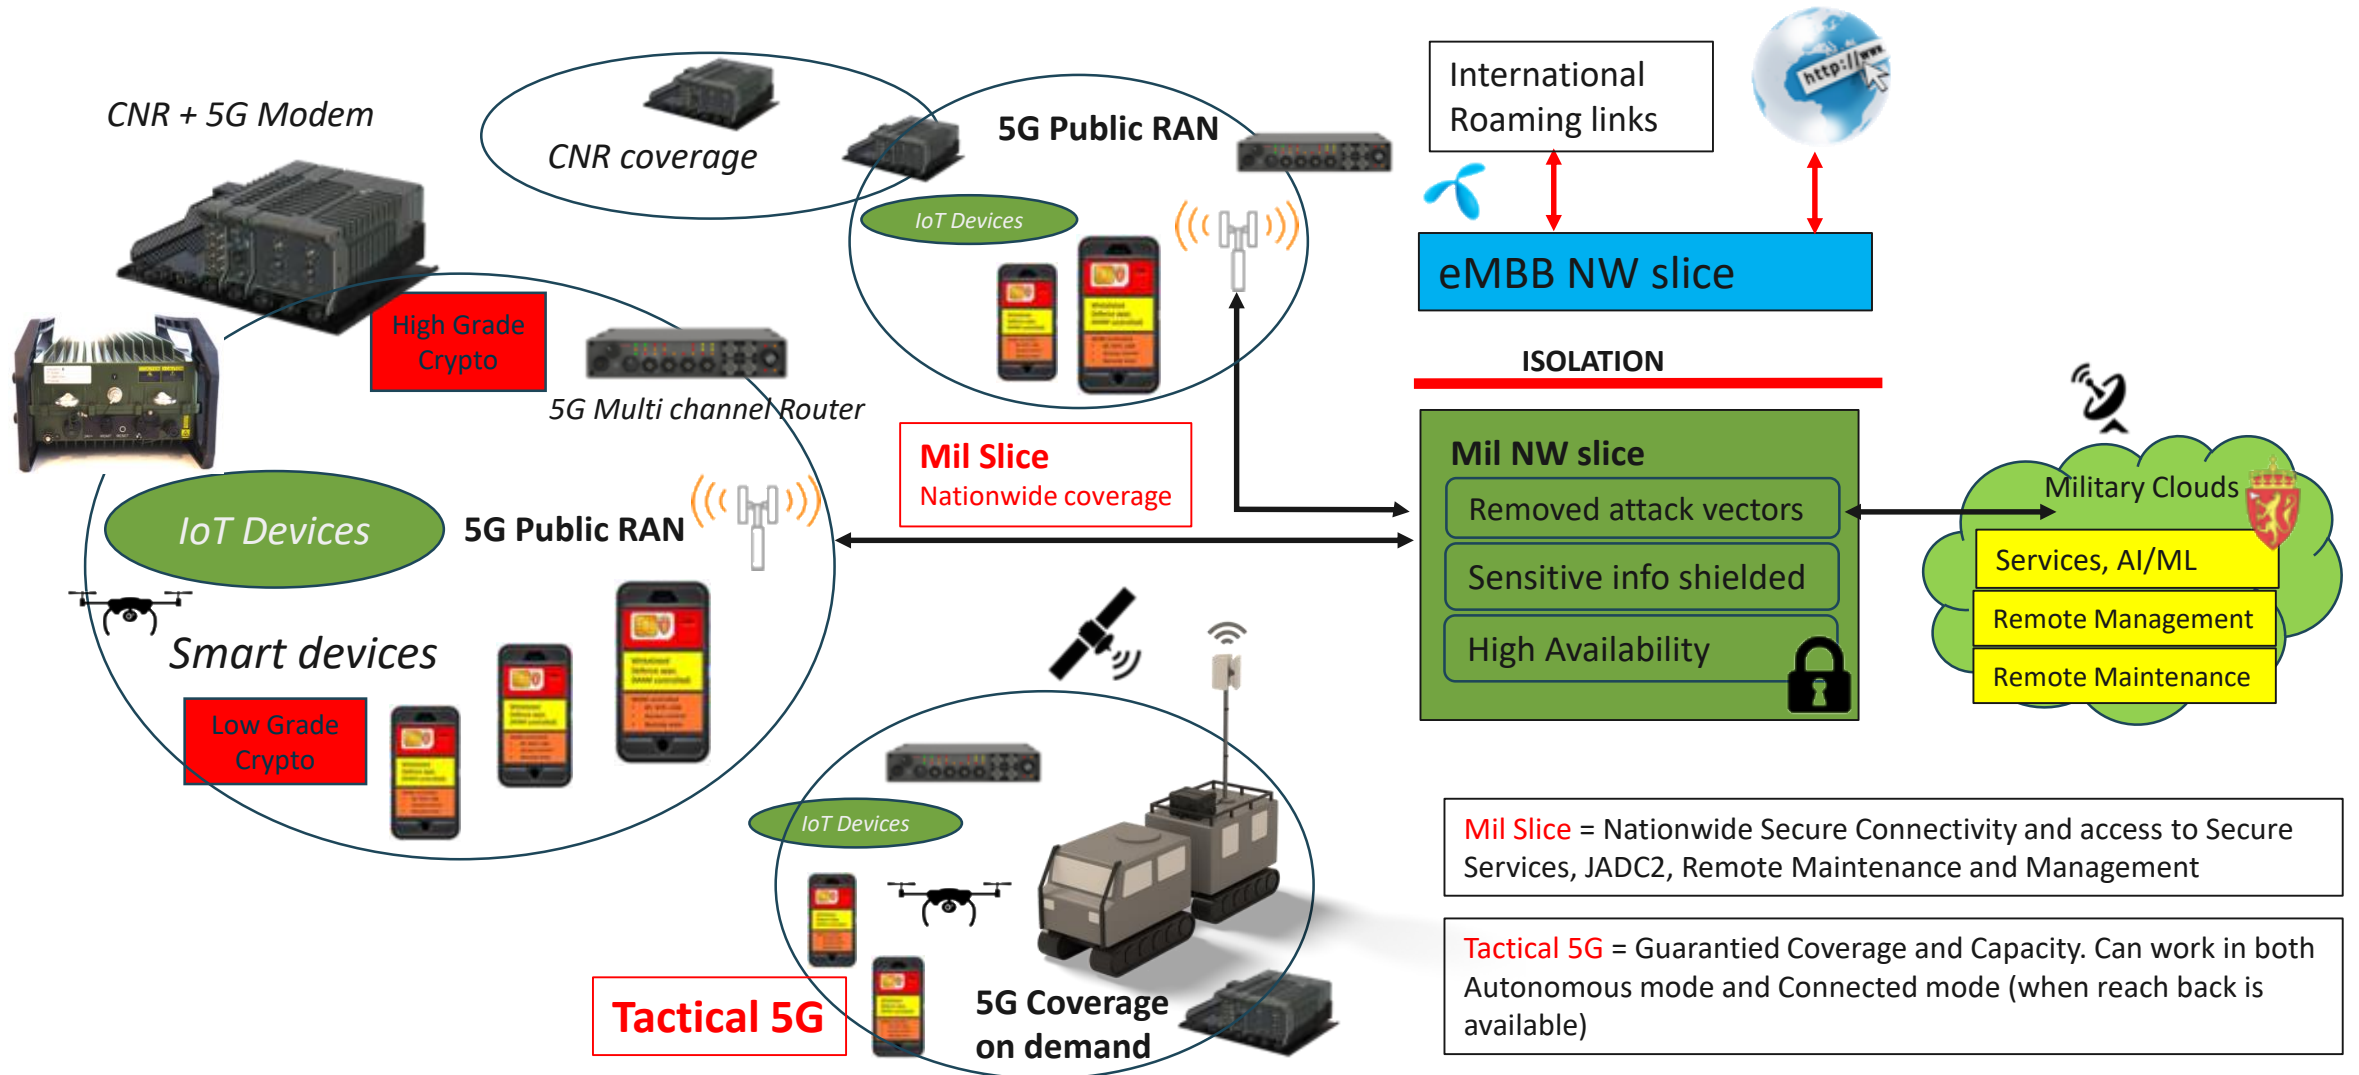 CNR + 5G Modem
CNR coverage
5G Public RAN
IoT Devices
International
Roaming links
http://www.
eMBB NW slice
ISOLATION
High Grade
Crypto
5G Multi channel Router
Mil Slice
Nationwide coverage
IoT Devices
5G Public RAN
Smart devices
Low Grade
Crypto
Mil NW slice
Removed attack vectors
Sensitive info shielded
High Availability
Military Clouds
Services, AI/ML
Remote Management
Remote Maintenance
IoT Devices
Tactical 5G
5G Coverage
on demand
Mil Slice = Nationwide Secure Connectivity and access to Secure
Services, JADC2, Remote Maintenance and Management
Tactical 5G = Guarantied Coverage and Capacity. Can work in both
Autonomous mode and Connected mode (when reach back is
available)